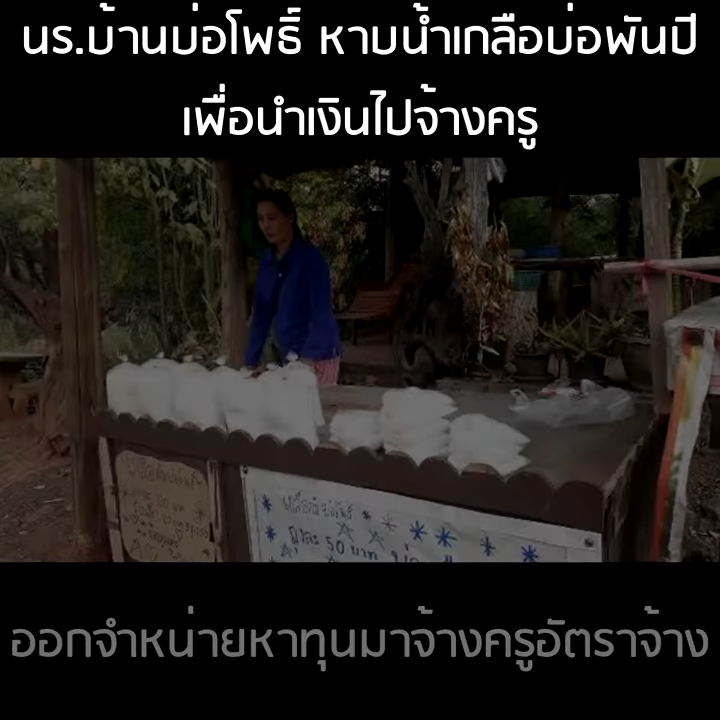 นร.บ้านบ่อโพธิ์ หาบน้ำเกลือบ่อพันปี
เพื่อนำเงินไปจ้างครู
ถุงละ 50 บาท
ออกจำหน่ายหาทุนมาจ้างครูอัตราจ้าง